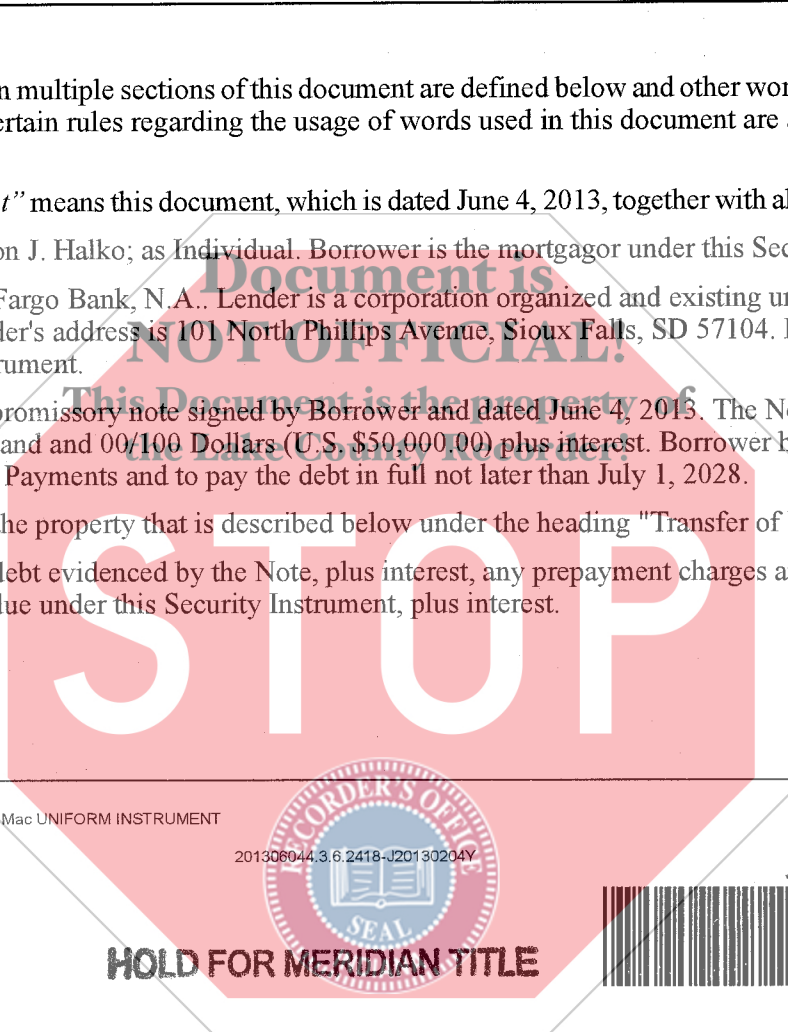 n multiple sections of this document are defined below and other wor
ertain rules regarding the usage of words used in this document are
t” means this document, which is dated June 4, 2013, together with al
on J. Halko; as Individual. Borrower is the mortgagor under this Sec
Document is
Fargo Bank, N.A.. Lender is a corporation organized and existing un
NOT OFFICIAL!
der's address is 101 North Phillips Avenue, Sioux Falls, SD 57104.
rument.
This Document is the property of
promissory note signed by Borrower and dated June 4, 2013. The No
the Lake County Recorder!
and and 00/100 Dollars (U.S. $50,000.00) plus interest. Borrower
Payments and to pay the debt in full not later than July 1, 2028.
he property that is described below under the heading "Transfer of
STOP
debt evidenced by the Note, plus interest, any prepayment charges a
lue under this Security Instrument, plus interest.
Mac UNIFORM INSTRUMENT
RECORDER'S OFFICE
201306044.3.6.2418-J20130204Y
SEAL
HOLD FOR MERIDIAN TITLE